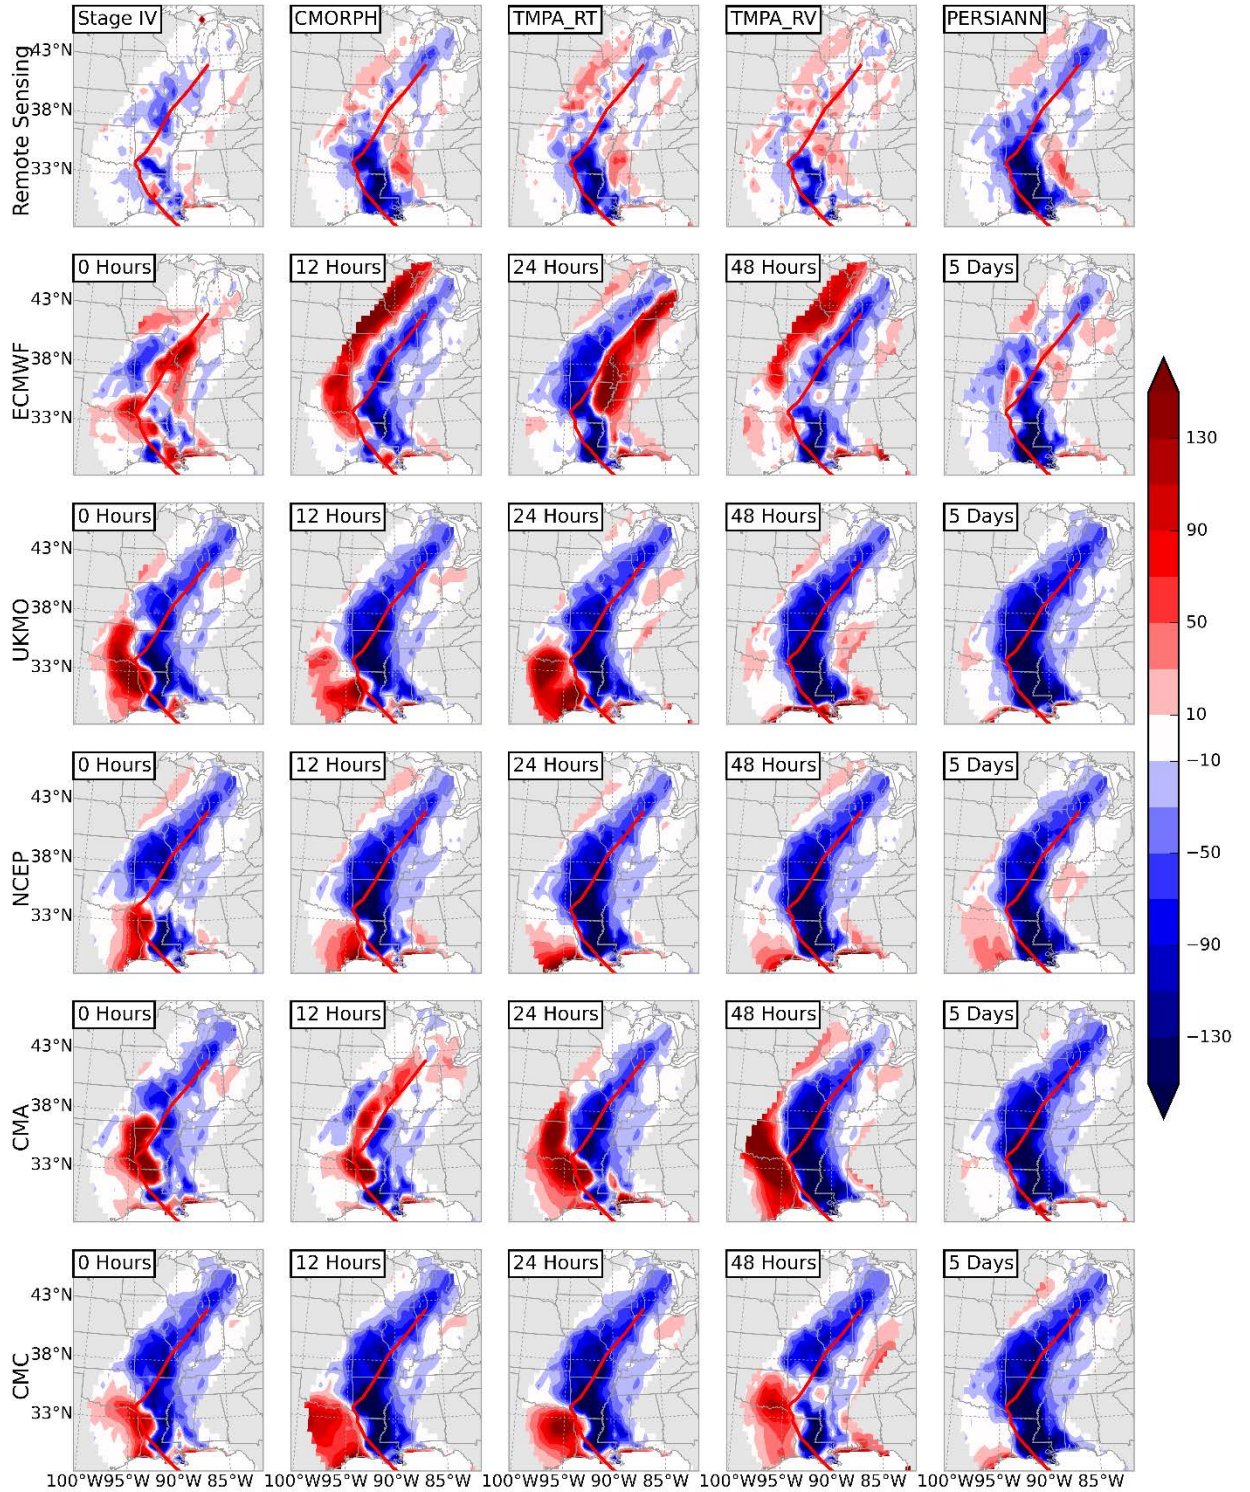 Stage IV CMORPH TMPA_RT TMPA_RV PERSIANN
43°N
38°N
33°N
Remote Sensing
0 Hours 12 Hours 24 Hours 48 Hours 5 Days
43°N
38°N
33°N
ECMWF
0 Hours 12 Hours 24 Hours 48 Hours 5 Days
43°N
38°N
33°N
UKMO
0 Hours 12 Hours 24 Hours 48 Hours 5 Days
43°N
38°N
33°N
NCEP
0 Hours 12 Hours 24 Hours 48 Hours 5 Days
43°N
38°N
33°N
CMA
0 Hours 12 Hours 24 Hours 48 Hours 5 Days
43°N
38°N
33°N
CMC
100°W95°W 90°W 85°W 100°W95°W 90°W 85°W 100°W95°W 90°W 85°W 100°W95°W 90°W 85°W 100°W95°W 90°W 85°W
130
90
50
10
−10
−50
−90
−130